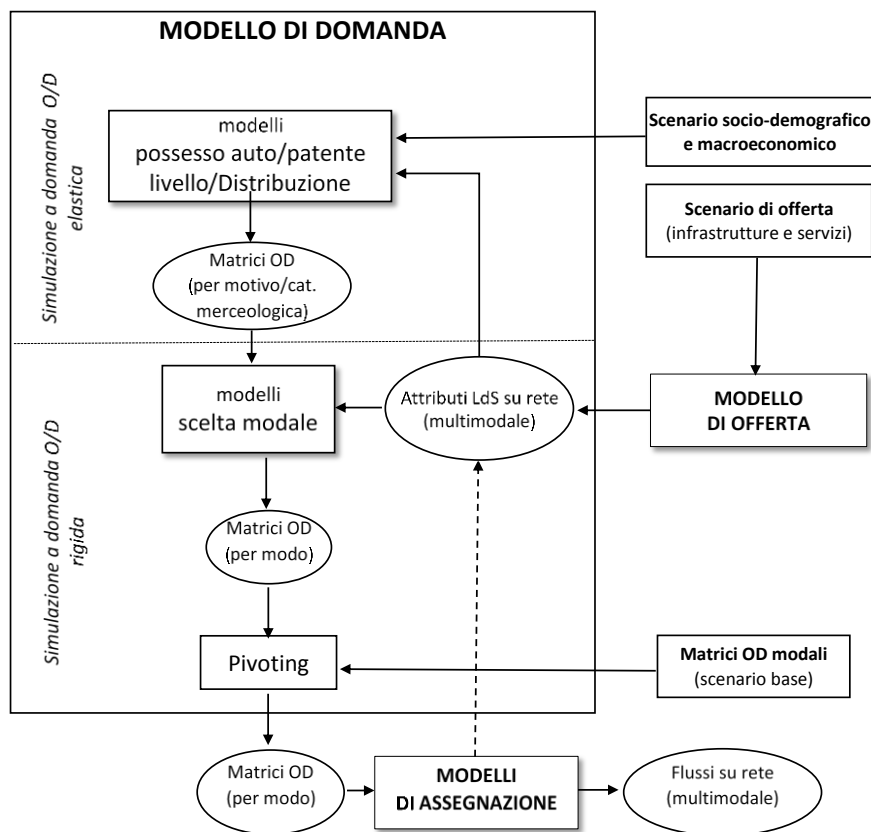 MODELLO DI DOMANDA
Simulazione a domanda O/D
elastica
modelli
possesso auto/patente
livello/Distribuzione
Scenario socio-demografico
e macroeconomico
Scenario di offerta
(infrastrutture e servizi)
Matrici OD
(per motivo/cat.
merceologica)
Simulazione a domanda O/D
rigida
modelli
scelta modale
Attributi LdS su rete
(multimodale)
MODELLO
DI OFFERTA
Matrici OD
(per modo)
Pivoting
Matrici OD modali
(scenario base)
Matrici OD
(per modo)
MODELLI
DI ASSEGNAZIONE
Flussi su rete
(multimodale)